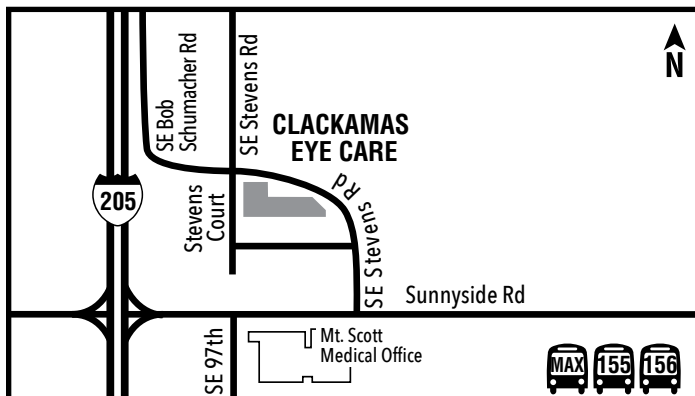 SE Bob
Schumacher Rd
SE Stevens Rd
N
CLACKAMAS
EYE CARE
205
Stevens
Court
SE Stevens Rd
Sunnyside Rd
SE 97th
Mt. Scott
Medical Office
MAX
155
156